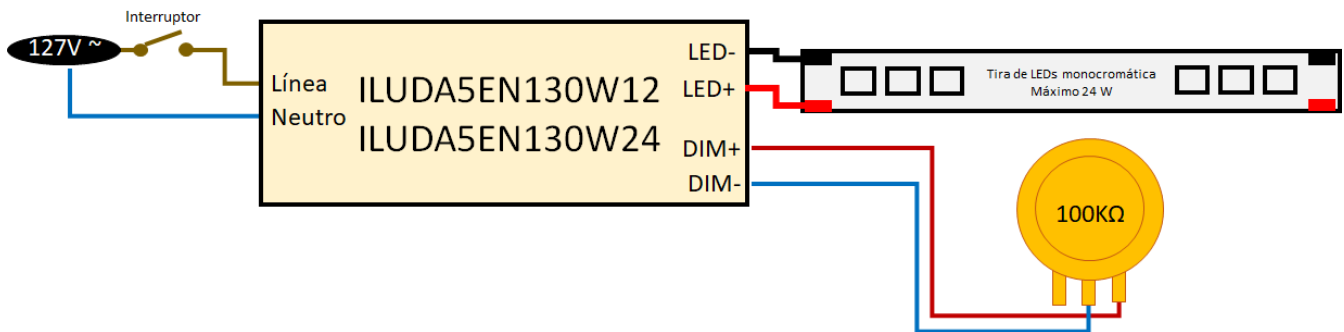 Interruptor
127V ~
Línea
Neutro
ILUDA5EN130W12
ILUDA5EN130W24
LED-
LED+
DIM+
DIM-
Tira de LEDs monocromática
Máximo 24 W
100KΩ